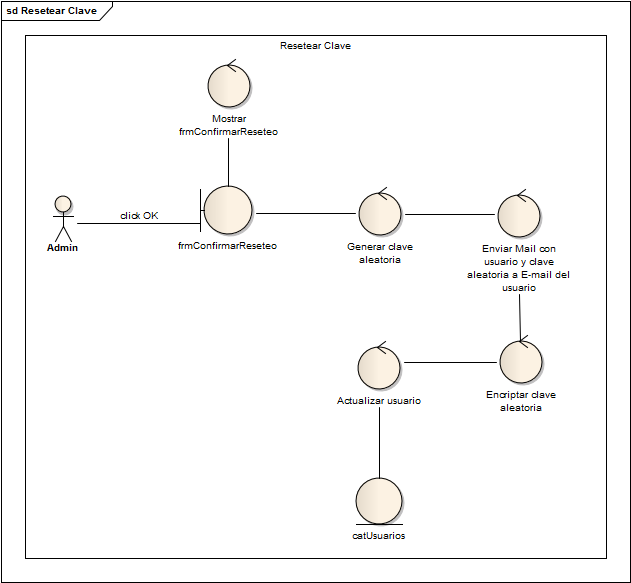 sd Resetear Clave
Resetear Clave
Mostrar
frmConfirmarReseteo
click OK
Admin
frmConfirmarReseteo
Generar clave
aleatoria
Enviar Mail con
usuario y clave
aleatoria a E-mail del
usuario
Actualizar usuario
Encriptar clave
aleatoria
catUsuarios